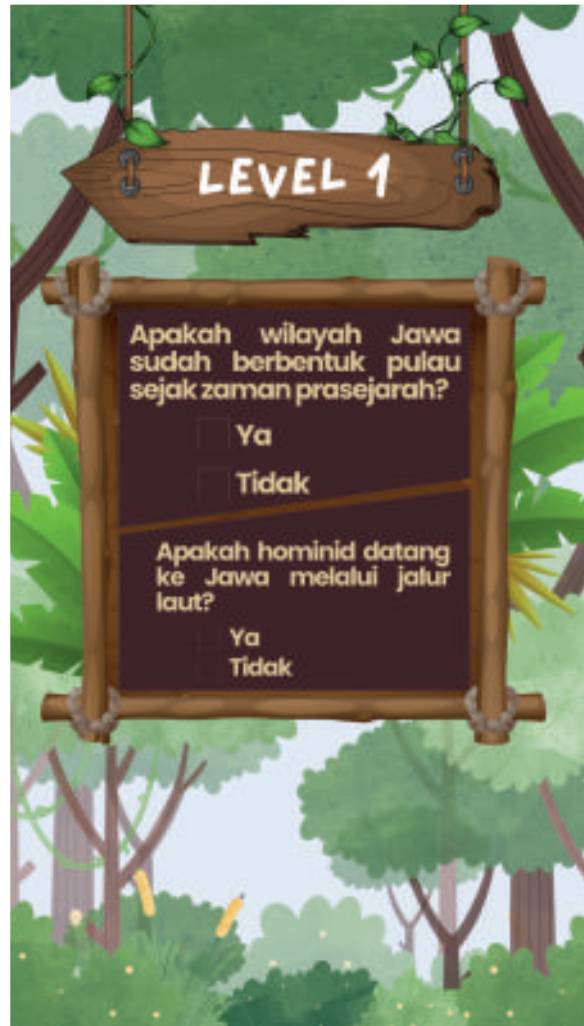 LEVEL 1
Apakah wilayah Jawa
sudah berbentuk pulau
sejak zaman prasejarah?
Ya
Tidak
Apakah hominid datang
ke Jawa melalui jalur
laut?
Ya
Tidak